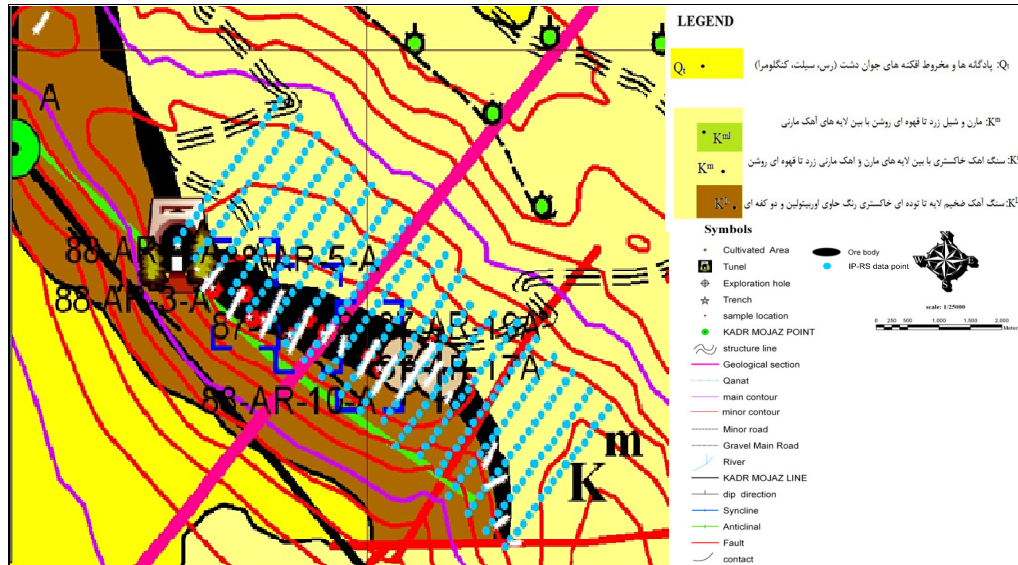 A
88-AR-3-A
83-AR-10-
m
K
LEGEND
Qt
Qt: پادگانه ها و مخروط افکنه های جوان دشت (رس، سیلت، کنگلومرا)
Kml
Km: مارن و شیل زرد تا قهوه ای روشن با بین لایه های آهک مارنی
Km
سنگ اهک خاکستری با بین لایه های مارن و اهک مارنی زرد تا قهوه ای روشن
سنگ آهک ضخیم لایه تا توده ای خاکستری رنگ حاوی اوربیتولین و دو کفه ای
Symbols
Cultivated Area
Ore body
Tunel
IP-RS data point
Exploration hole
Trench
sample location
KADR MOJAZ POINT
structure line
Geological section
Qanat
main contour
minor contour
Minor road
Gravel Main Road
River
KADR MOJAZ LINE
dip direction
Syncline
Anticlinal
Fault
contact
scale: 1/25000
0 250 500 1.000 1.500 2.000
Meter